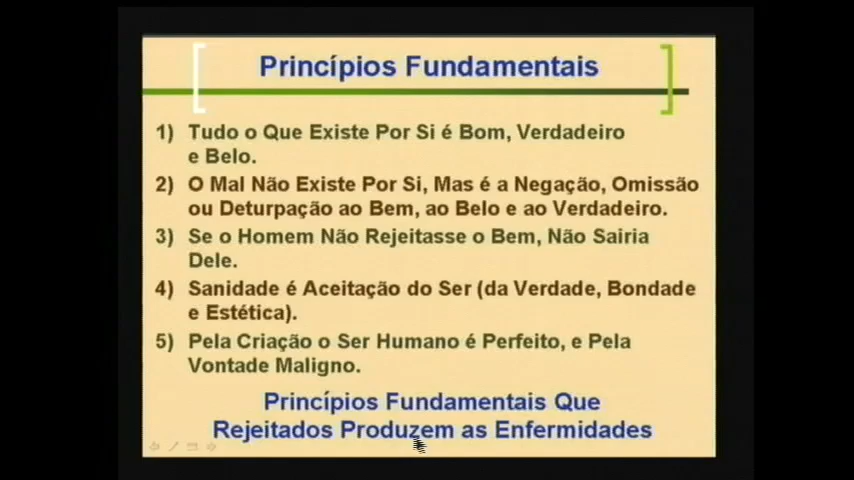 Princípios Fundamentais
1) Tudo o Que Existe Por Si é Bom, Verdadeiro
e Belo.
2) O Mal Não Existe Por Si, Mas é a Negação, Omissão
ou Deturpação ao Bem, ao Belo e ao Verdadeiro.
3) Se o Homem Não Rejeitasse o Bem, Não Sairia
Dele.
4) Sanidade é Aceitação do Ser (da Verdade, Bondade
e Estética).
5) Pela Criação o Ser Humano é Perfeito, e Pela
Vontade Maligno.
Princípios Fundamentais Que
Rejeitados Produzem as Enfermidades